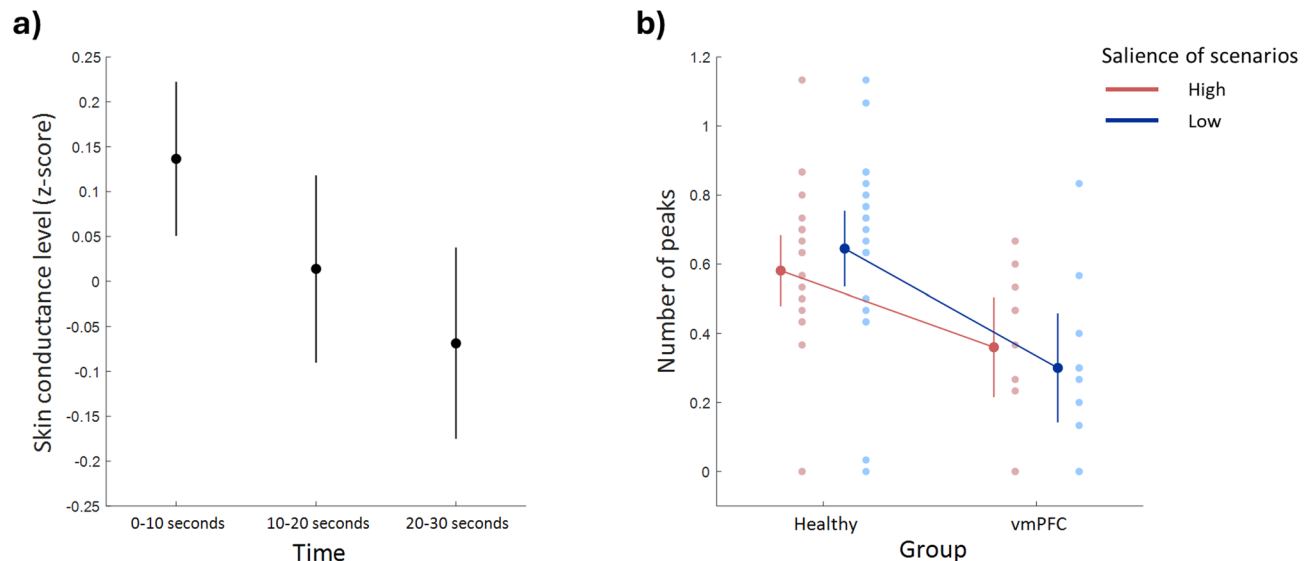 a)
Skin conductance level (z-score)
0.25
0.2
0.15
0.1
0.05
0
-0.05
-0.1
-0.15
-0.2
-0.25
0-10 seconds
10-20 seconds
20-30 seconds
Time
b)
Number of peaks
1.2
1
0.8
0.6
0.4
0.2
0
Healthy
vmPFC
Group
Salience of scenarios
High
Low